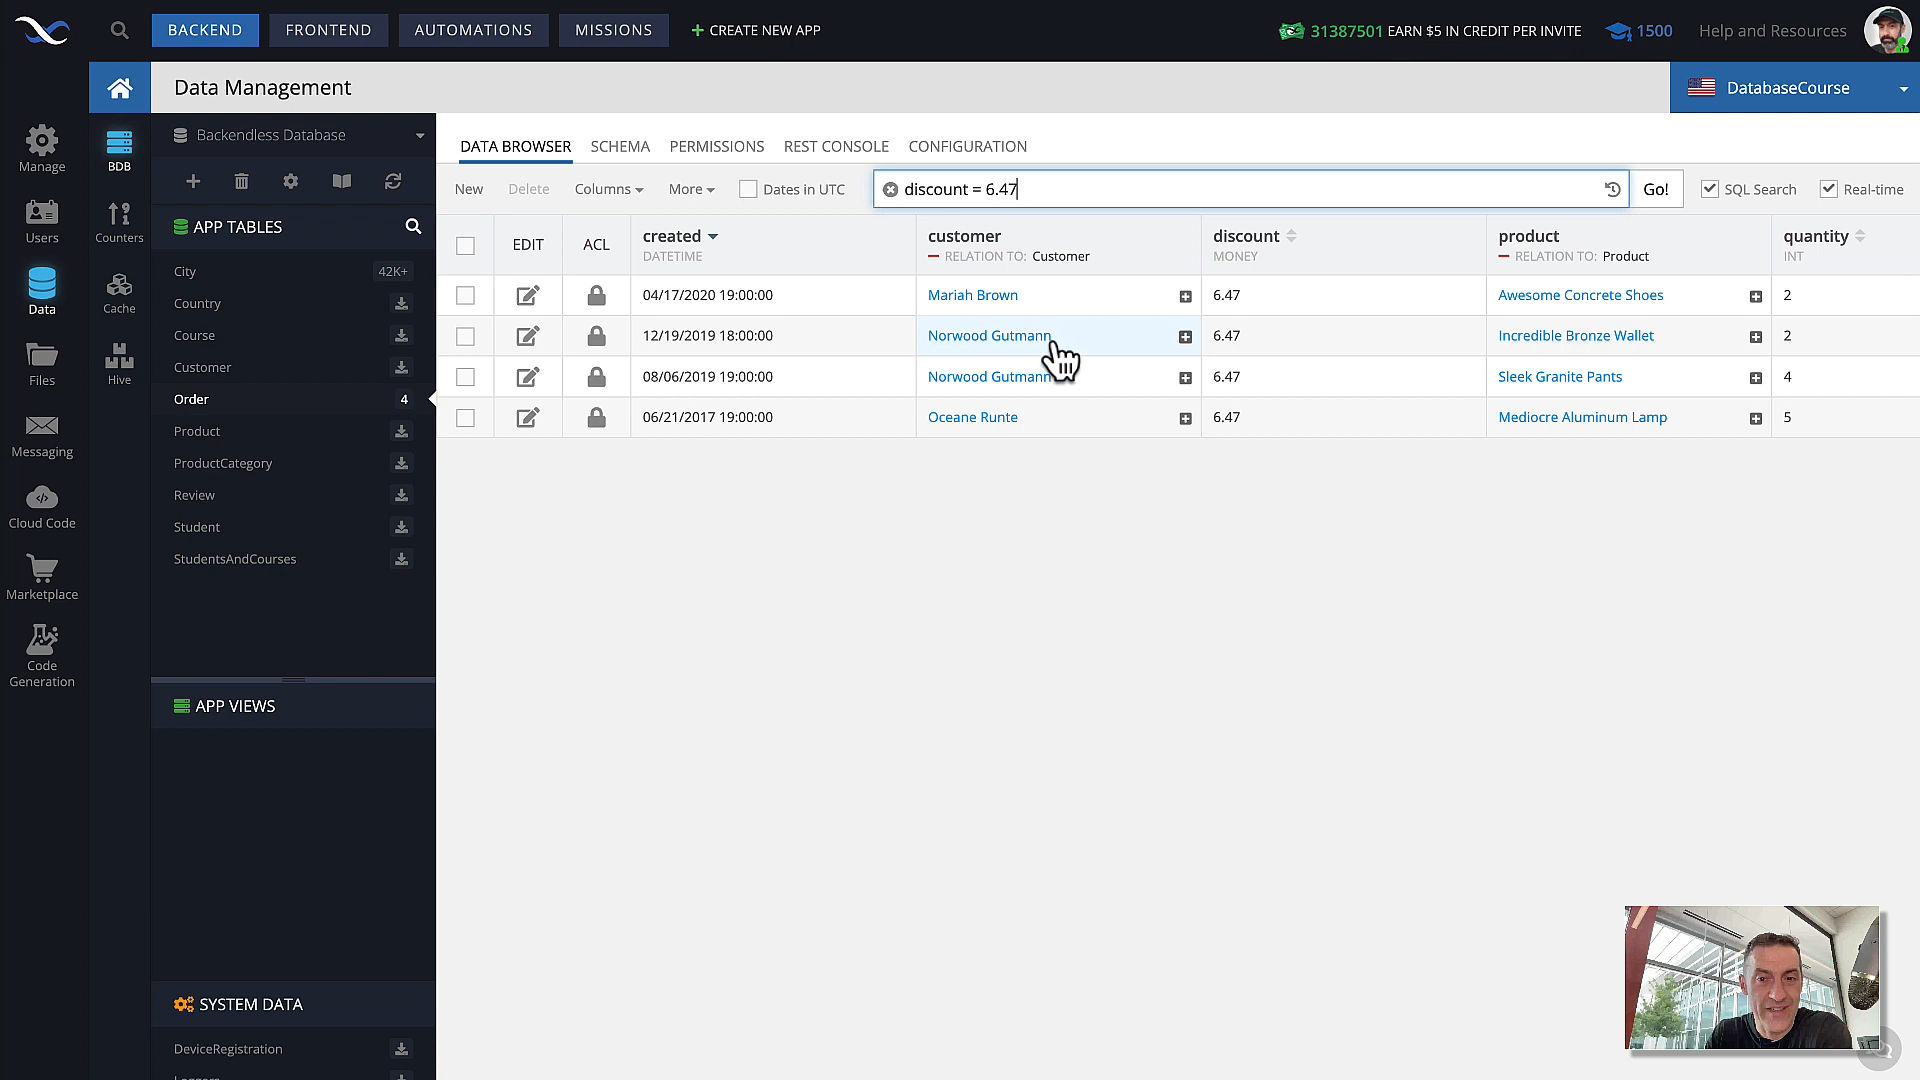 BACKEND
FRONTEND
AUTOMATIONS
MISSIONS
+ CREATE NEW APP
31387501 EARN $5 IN CREDIT PER INVITE
1500
Help and Resources
Data Management
DatabaseCourse
Manage
Users
Data
Files
Messaging
Cloud Code
Marketplace
Code
Generation
BDB
Counters
Cache
Hive
Backendless Database
APP TABLES
City 42K+
Country
Course
Customer
Order 4
Product
ProductCategory
Review
Student
StudentsAndCourses
APP VIEWS
SYSTEM DATA
DeviceRegistration
DATA BROWSER
SCHEMA
PERMISSIONS
REST CONSOLE
CONFIGURATION
New
Delete
Columns
More
Dates in UTC
discount = 6.47
Go!
SQL Search
Real-time
EDIT
ACL
created
DATETIME
customer
RELATION TO: Customer
discount
MONEY
product
RELATION TO: Product
quantity
INT
04/17/2020 19:00:00 Mariah Brown 6.47 Awesome Concrete Shoes 2
12/19/2019 18:00:00 Norwood Gutmann 6.47 Incredible Bronze Wallet 2
08/06/2019 19:00:00 Norwood Gutmann 6.47 Sleek Granite Pants 4
06/21/2017 19:00:00 Oceane Runte 6.47 Mediocre Aluminum Lamp 5